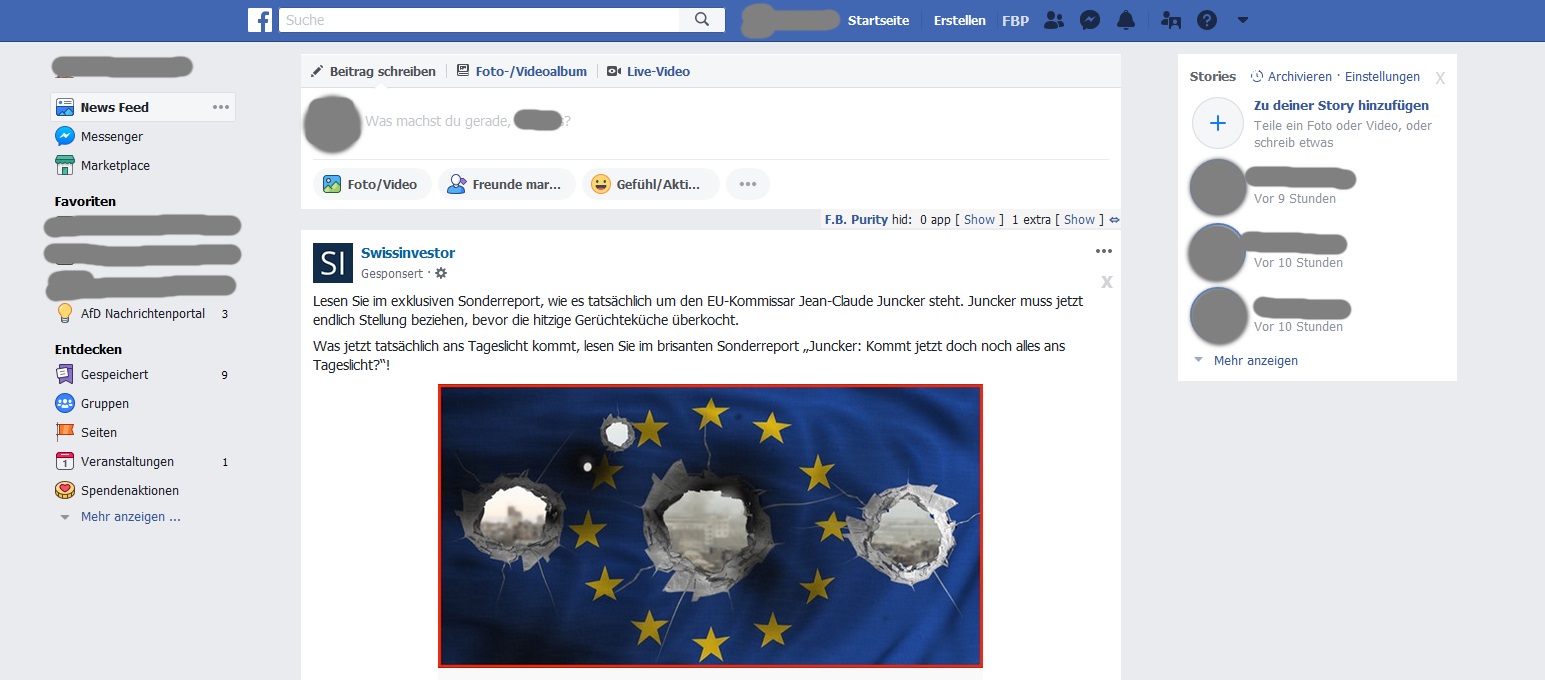 Suche
Startseite
Erstellen
FBP
News Feed
Messenger
Marketplace
Favoriten
AfD Nachrichtenportal 3
Entdecken
Gespeichert 9
Gruppen
Seiten
1
Veranstaltungen 1
Spendenaktionen
Mehr anzeigen ...
Beitrag schreiben
Foto-/Videoalbum
Live-Video
Was machst du gerade, ?
Foto/Video
Freunde mar...
Gefühl/Akti...
F.B. Purity hid: 0 app [ Show ] 1 extra [ Show ]
SI
Swissinvestor
Gesponsert ·
X
Lesen Sie im exklusiven Sonderreport, wie es tatsächlich um den EU-Kommissar Jean-Claude Juncker steht. Juncker muss jetzt
endlich Stellung beziehen, bevor die hitzige Gerüchteküche überkocht.
Was jetzt tatsächlich ans Tageslicht kommt, lesen Sie im brisanten Sonderreport „Juncker: Kommt jetzt doch noch alles ans
Tageslicht?“!
Stories
Archivieren · Einstellungen
X
Zu deiner Story hinzufügen
Teile ein Foto oder Video, oder
schreib etwas
Vor 9 Stunden
Vor 10 Stunden
Vor 10 Stunden
Mehr anzeigen